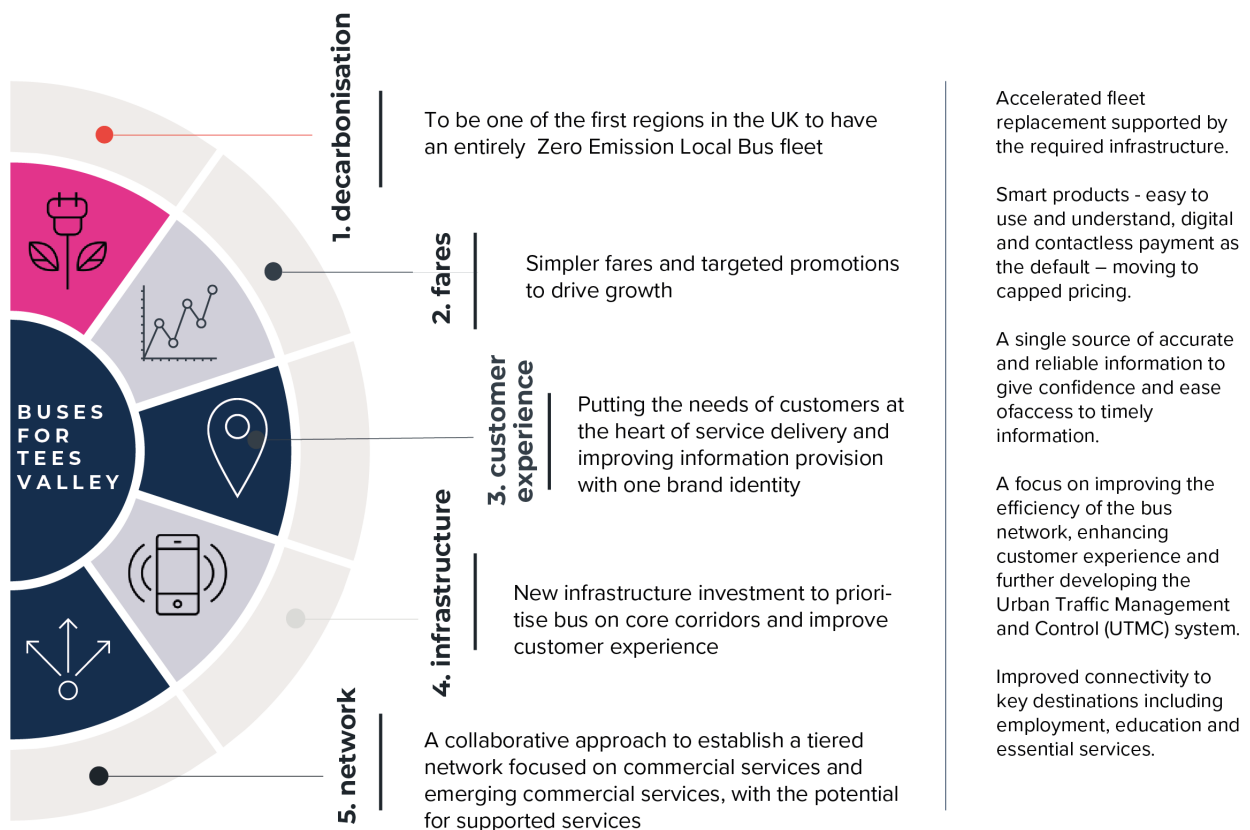 BUSES
FOR
TEES
VALLEY
1. decarbonisation
To be one of the first regions in the UK to have
an entirely Zero Emission Local Bus fleet
2. fares
Simpler fares and targeted promotions
to drive growth
3. customer
experience
Putting the needs of customers at
the heart of service delivery and
improving information provision
with one brand identity
4. infrastructure
New infrastructure investment to priori-
tise bus on core corridors and improve
customer experience
5. network
A collaborative approach to establish a tiered
network focused on commercial services and
emerging commercial services, with the potential
for supported services
Accelerated fleet
replacement supported by
the required infrastructure.
Smart products - easy to
use and understand, digital
and contactless payment as
the default – moving to
capped pricing.
A single source of accurate
and reliable information to
give confidence and ease
ofaccess to timely
information.
A focus on improving the
efficiency of the bus
network, enhancing
customer experience and
further developing the
Urban Traffic Management
and Control (UTMC) system.
Improved connectivity to
key destinations including
employment, education and
essential services.